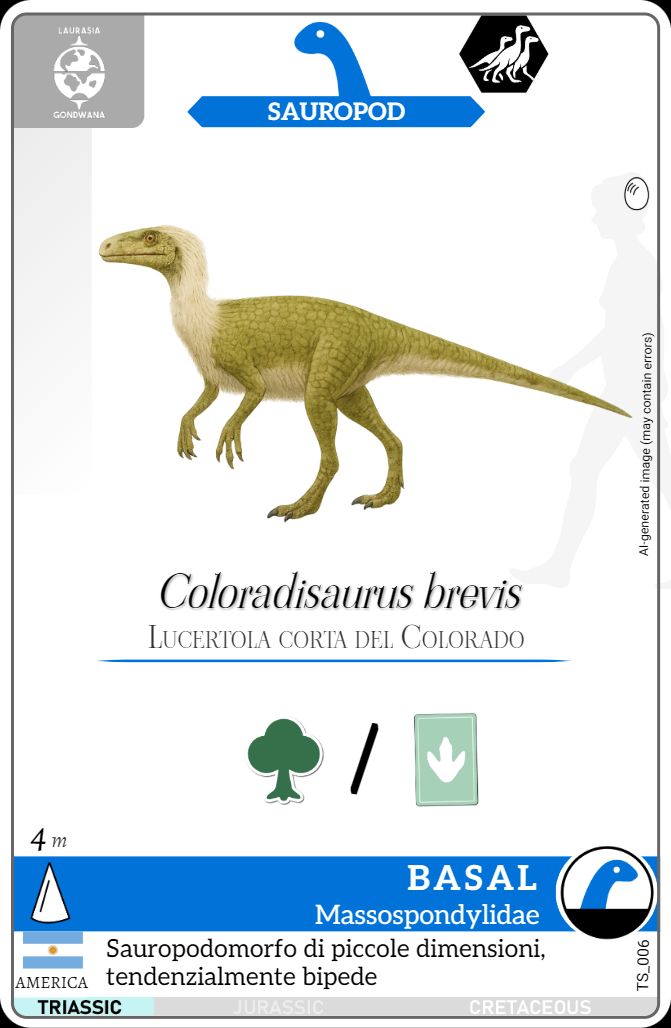 LAURASIA
GONDWANA
SAUROPOD
AI-generated image (may contain errors)
Coloradisaurus brevis
LUCERTOLA CORTA DEL COLORADO
/
4 m
BASAL
Massospondylidae
Sauropodomorfo di piccole dimensioni,
tendenzialmente bipede
AMERICA
TS_006
TRIASSIC JURASSIC CRETACEOUS